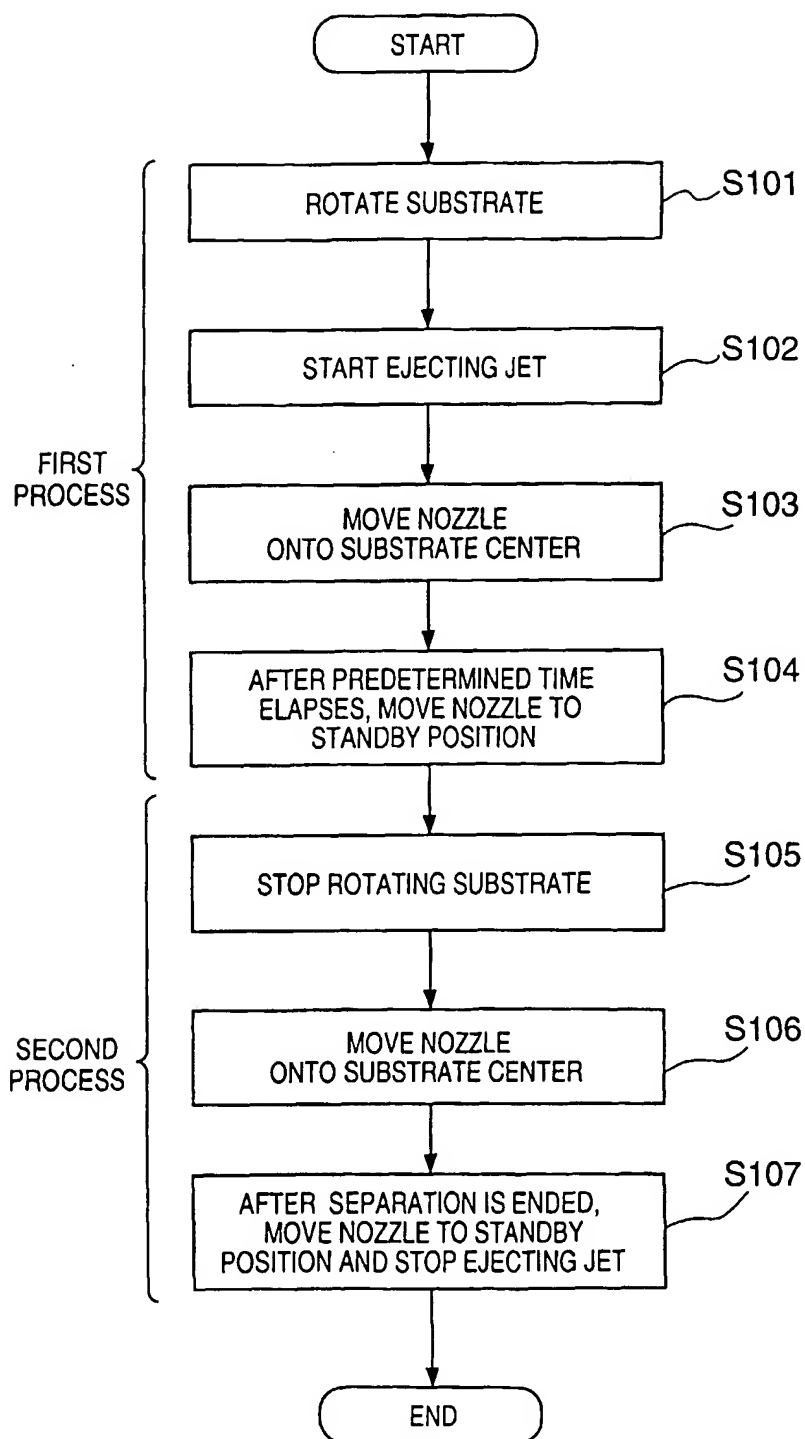 START
ROTATE SUBSTRATE
S101
START EJECTING JET
S102
FIRST
PROCESS
MOVE NOZZLE
ONTO SUBSTRATE CENTER
S103
AFTER PREDETERMINED TIME
ELAPSES, MOVE NOZZLE TO
STANDBY POSITION
S104
STOP ROTATING SUBSTRATE
S105
SECOND
PROCESS
MOVE NOZZLE
ONTO SUBSTRATE CENTER
S106
AFTER SEPARATION IS ENDED,
MOVE NOZZLE TO STANDBY
POSITION AND STOP EJECTING JET
S107
END